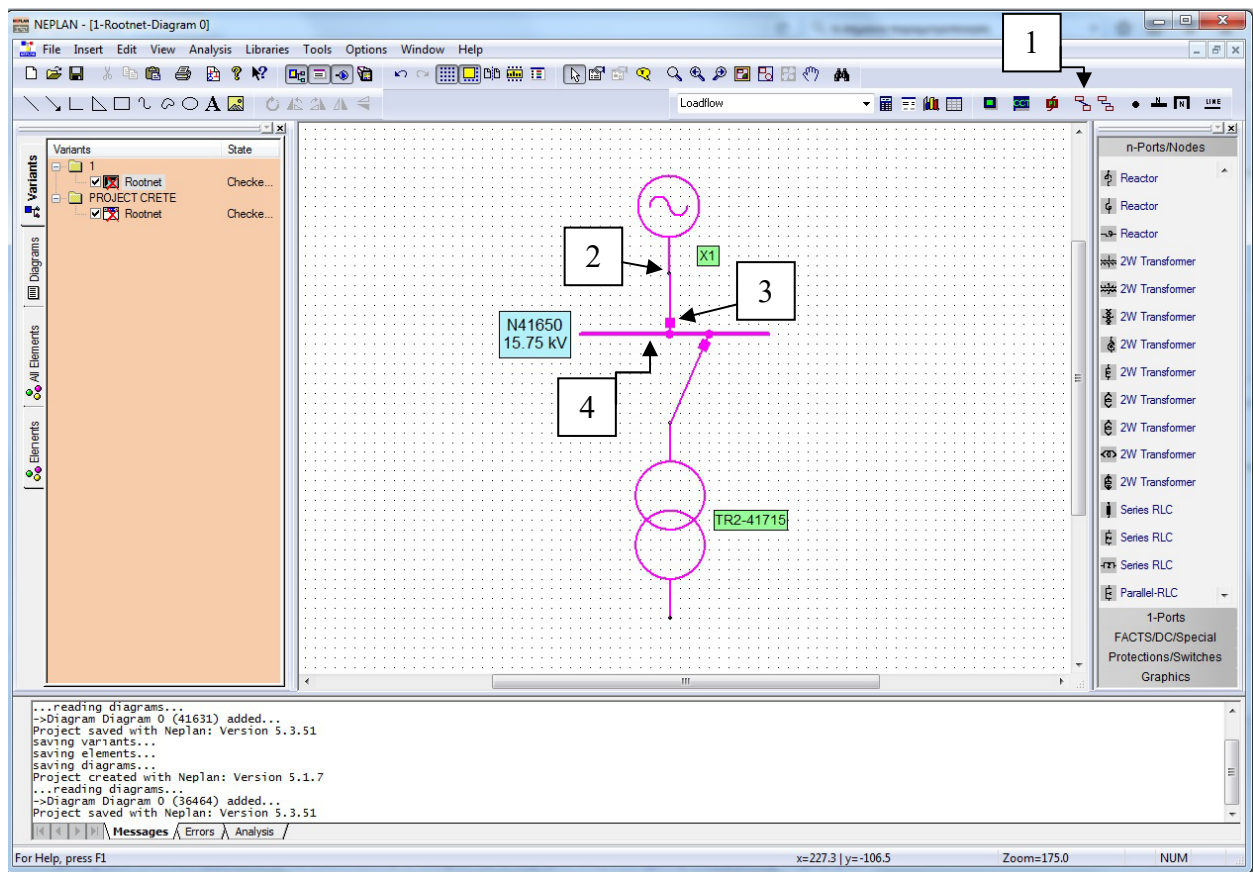 NEPLAN - [1-Rootnet-Diagram 0]
File Insert Edit View Analysis Libraries Tools Options Window Help
1
Loadflow
LINE
Variants
Diagrams
All Elements
Elements
Variants State
1
Rootnet Checke...
PROJECT CRETE
Rootnet Checke...
X1
2
3
N41650
15.75 kV
4
TR2-41715
n-Ports/Nodes
Reactor
Reactor
Reactor
2W Transformer
2W Transformer
2W Transformer
2W Transformer
2W Transformer
2W Transformer
2W Transformer
2W Transformer
2W Transformer
Series RLC
Series RLC
Series RLC
Parallel-RLC
1-Ports
FACTS/DC/Special
Protections/Switches
Graphics
...reading diagrams...
->Diagram Diagram 0 (41631) added...
Project saved with Neplan: Version 5.3.51
saving variants...
saving elements...
saving diagrams...
Project created with Neplan: Version 5.1.7
...reading diagrams...
->Diagram Diagram 0 (36464) added...
Project saved with Neplan: Version 5.3.51
Messages Errors Analysis
For Help, press F1 x=227.3 | y=-106.5 Zoom=175.0 NUM